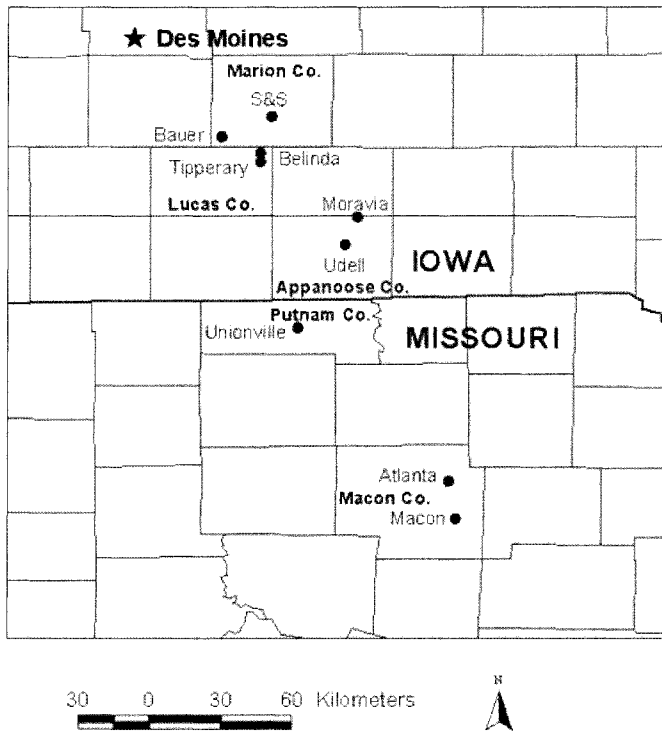 Des Moines
Marion Co.
S&S
Bauer
Tipperary
Belinda
Lucas Co.
Moravia
Udell
IOWA
Appanoose Co.
Putnam Co.
Unionville
MISSOURI
Atlanta
Macon Co.
Macon
N
30 0 30 60 Kilometers